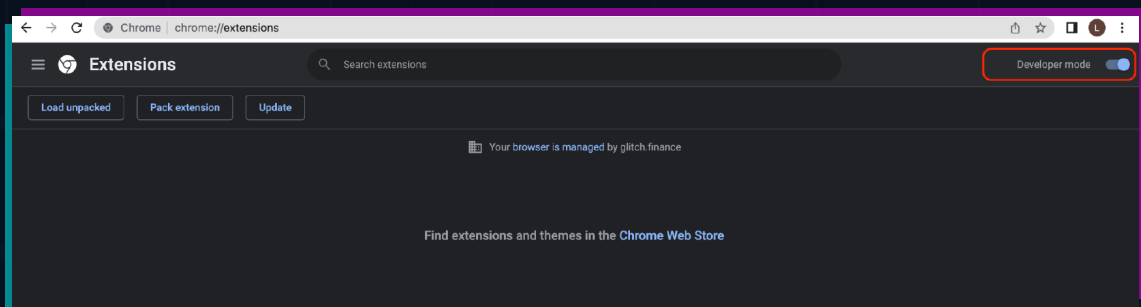 Chrome | chrome://extensions
L
Extensions
Search extensions
Developer mode
Load unpacked Pack extension Update
Your browser is managed by glitch.finance
Find extensions and themes in the Chrome Web Store